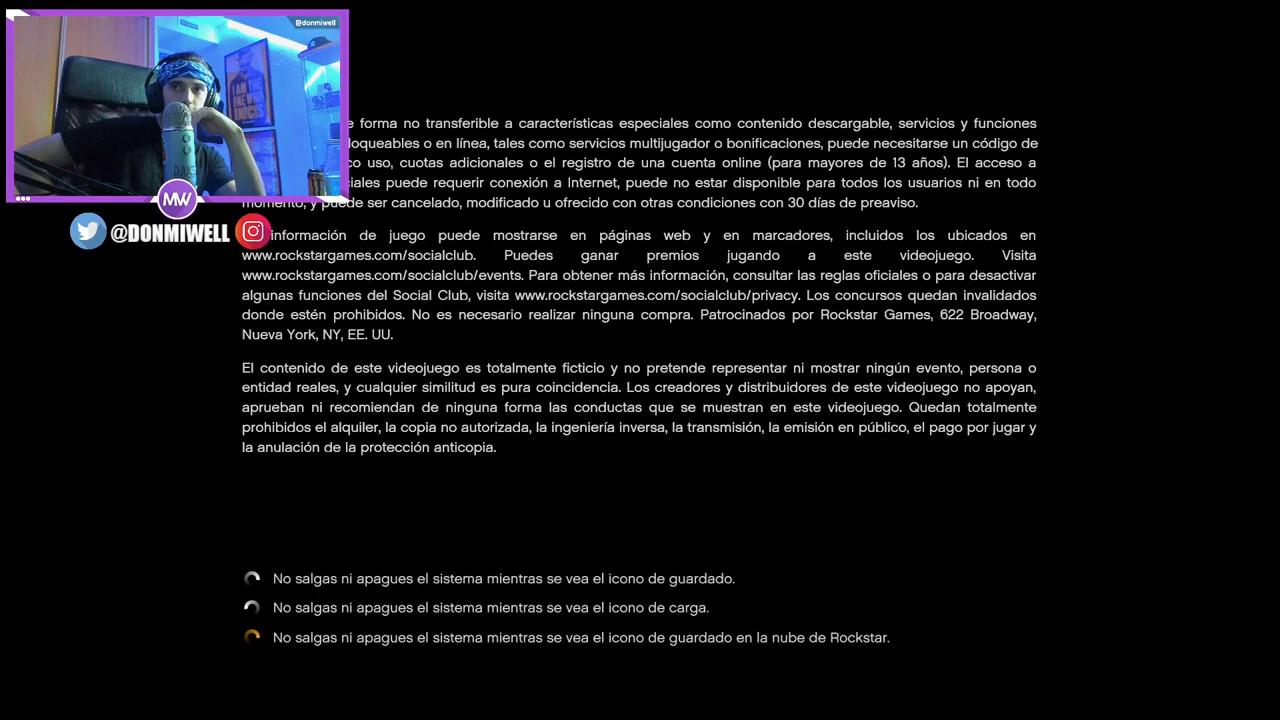 @donmiwell
I AM THE
ONE WHO
KNOCKS
MW
@DONMIWELL
forma no transferible a características especiales como contenido descargable, servicios y funciones
loqueables o en línea, tales como servicios multijugador o bonificaciones, puede necesitarse un código de
co uso, cuotas adicionales o el registro de una cuenta online (para mayores de 13 años). El acceso a
ciales puede requerir conexión a Internet, puede no estar disponible para todos los usuarios ni en todo
momento, y puede ser cancelado, modificado u ofrecido con otras condiciones con 30 días de preaviso.
información de juego puede mostrarse en páginas web y en marcadores, incluidos los ubicados en
www.rockstargames.com/socialclub. Puedes ganar premios jugando a este videojuego. Visita
www.rockstargames.com/socialclub/events. Para obtener más información, consultar las reglas oficiales o para desactivar
algunas funciones del Social Club, visita www.rockstargames.com/socialclub/privacy. Los concursos quedan invalidados
donde estén prohibidos. No es necesario realizar ninguna compra. Patrocinados por Rockstar Games, 622 Broadway,
Nueva York, NY, EE. UU.
El contenido de este videojuego es totalmente ficticio y no pretende representar ni mostrar ningún evento, persona o
entidad reales, y cualquier similitud es pura coincidencia. Los creadores y distribuidores de este videojuego no apoyan,
aprueban ni recomiendan de ninguna forma las conductas que se muestran en este videojuego. Quedan totalmente
prohibidos el alquiler, la copia no autorizada, la ingeniería inversa, la transmisión, la emisión en público, el pago por jugar y
la anulación de la protección anticopia.
No salgas ni apagues el sistema mientras se vea el icono de guardado.
No salgas ni apagues el sistema mientras se vea el icono de carga.
No salgas ni apagues el sistema mientras se vea el icono de guardado en la nube de Rockstar.